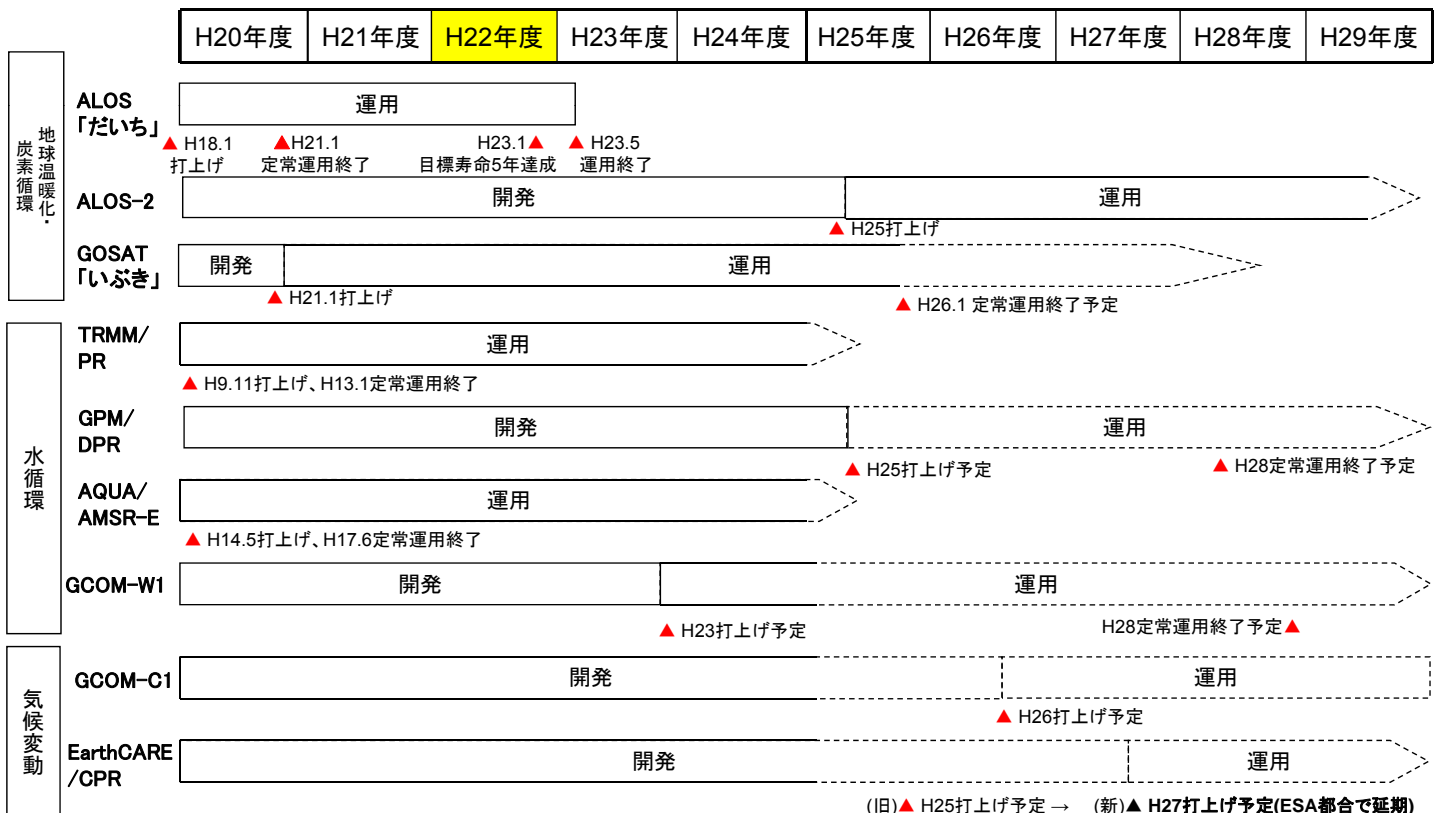 H20年度 H21年度 H22年度 H23年度 H24年度 H25年度 H26年度 H27年度 H28年度 H29年度
地球温暖化・
炭素循環
ALOS
「だいち」
運用
▲ H18.1
打上げ
▲H21.1
定常運用終了
H23.1▲
目標寿命5年達成
▲ H23.5
運用終了
ALOS-2
開発
運用
▲ H25打上げ
GOSAT
「いぶき」
開発
運用
▲ H21.1打上げ
▲ H26.1 定常運用終了予定
水循環
TRMM/
PR
運用
▲ H9.11打上げ、H13.1定常運用終了
GPM/
DPR
開発
運用
▲ H25打上げ予定
▲ H28定常運用終了予定
AQUA/
AMSR-E
運用
▲ H14.5打上げ、H17.6定常運用終了
GCOM-W1
開発
運用
▲ H23打上げ予定
H28定常運用終了予定▲
気候変動
GCOM-C1
開発
運用
▲ H26打上げ予定
EarthCARE
/CPR
開発
運用
(旧)▲ H25打上げ予定→ (新)▲ H27打上げ予定(ESA都合で延期)